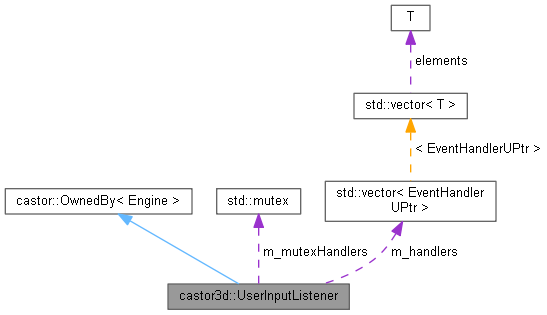 T
elements
std::vector< T >
< EventHandlerUPtr >
castor::OwnedBy< Engine >
std::mutex
std::vector< EventHandler
UPtr >
m_mutexHandlers
m_handlers
castor3d::UserInputListener